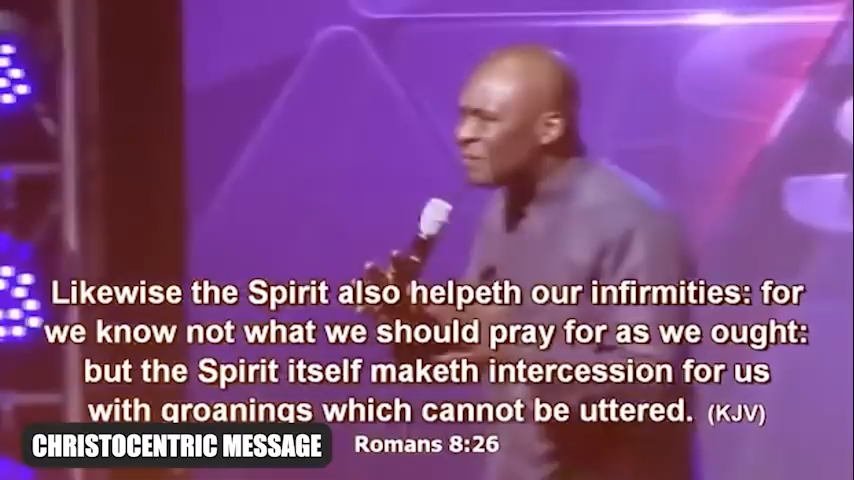 Likewise the Spirit also helpeth our infirmities: for
we know not what we should pray for as we ought:
but the Spirit itself maketh intercession for us
with groanings which cannot be uttered. (KJV)
CHRISTOCENTRIC MESSAGE
Romans 8:26